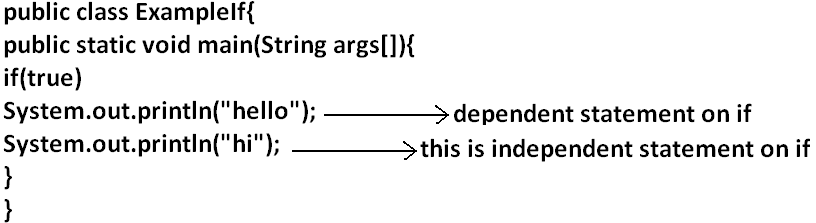 public class ExampleIf{
public static void main(String args[]){
if(true)
System.out.println("hello"); dependent statement on if
System.out.println("hi"); this is independent statement on if
}
}